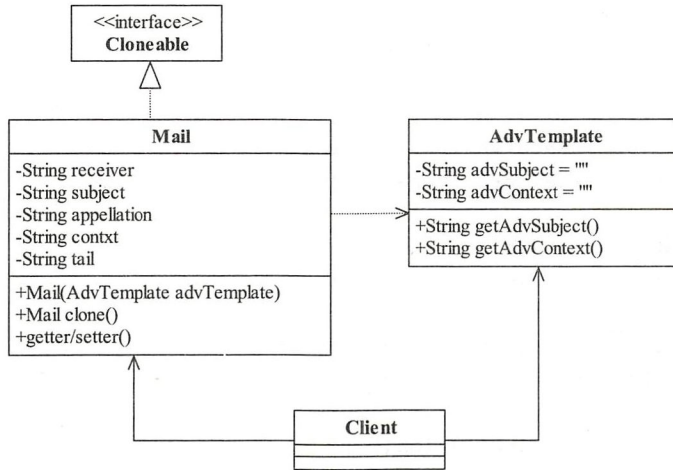 <<interface>>
Cloneable
Mail
-String receiver
-String subject
-String appellation
-String contxt
-String tail
+Mail(AdvTemplate advTemplate)
+Mail clone()
+getter/setter()
AdvTemplate
-String advSubject = ""
-String advContext = ""
+String getAdvSubject()
+String getAdvContext()
Client